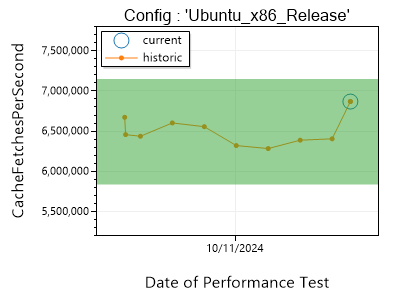 Config : 'Ubuntu_x86_Release'
current
historic
CacheFetchesPerSecond
7,500,000
7,000,000
6,500,000
6,000,000
5,500,000
10/11/2024
Date of Performance Test